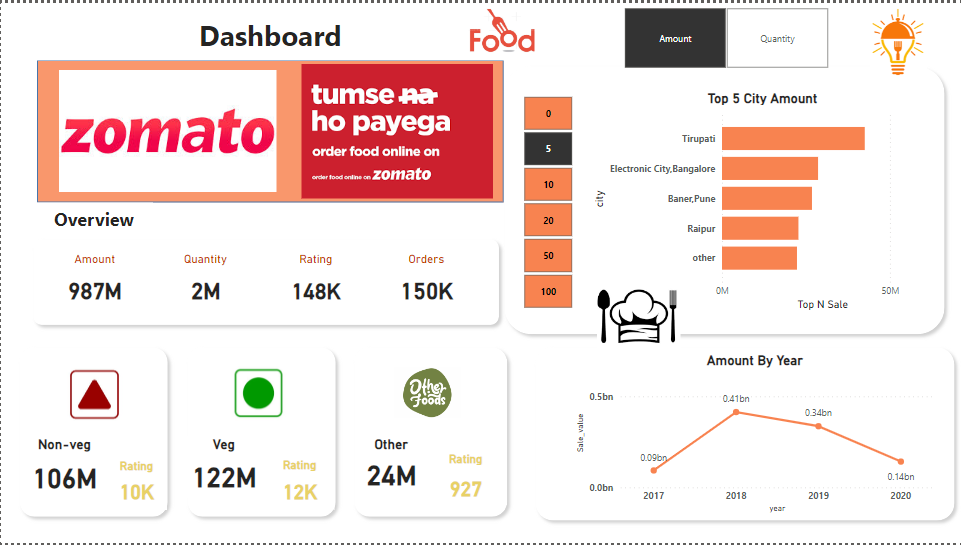 Dashboard
Food
Amount
Quantity
zomato
tumse na
ho payega
order food online on
order food online on zomato
Overview
Amount
Quantity
Rating
Orders
987M
2M
148K
150K
0
5
10
20
50
100
Top 5 City Amount
city
Tirupati
Electronic City,Bangalore
Baner,Pune
Raipur
other
0M
50M
Top N Sale
Non-veg
106M
Rating
10K
Veg
122M
Rating
12K
Other Foods
Other
24M
Rating
927
Amount By Year
Sale_value
0.5bn
0.0bn
0.09bn
0.41bn
0.34bn
0.14bn
2017
2018
2019
2020
year